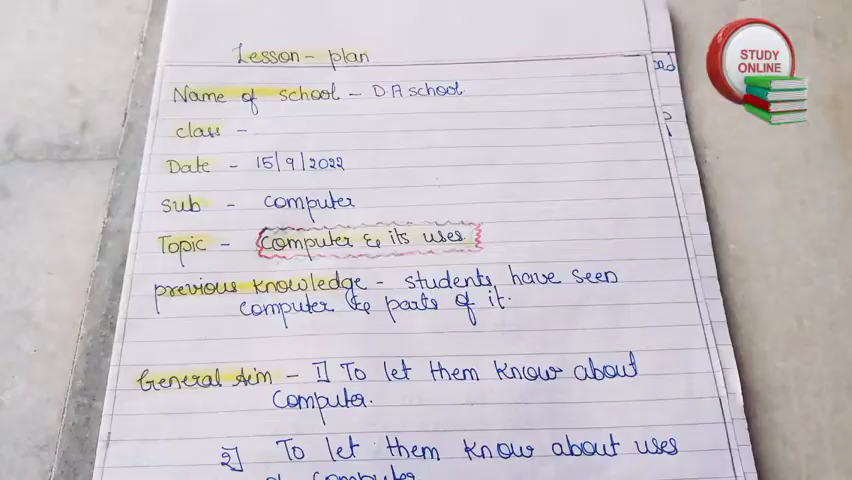 Lesson - plan
Name of school - D.A school
class -
Date - 15/9/2022
sub - computer
Topic - computer & its uses
previous knowledge - students have seen
computer & parts of it.
General Aim - 1] To let them know about
computer.
2] To let them know about uses
of computer
STUDY
ONLINE